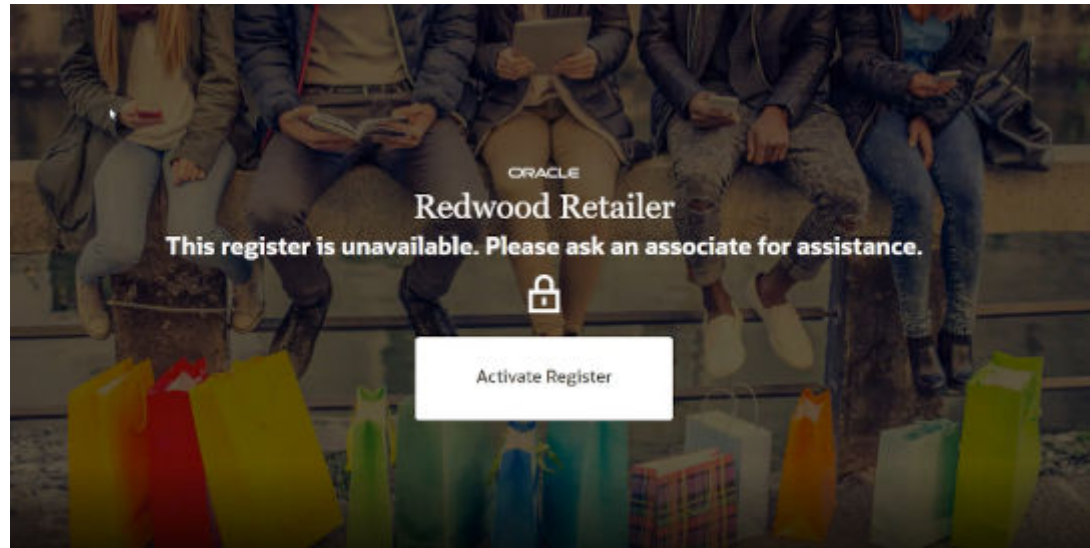 ORACLE
Redwood Retailer
This register is unavailable. Please ask an associate for assistance.
Activate Register